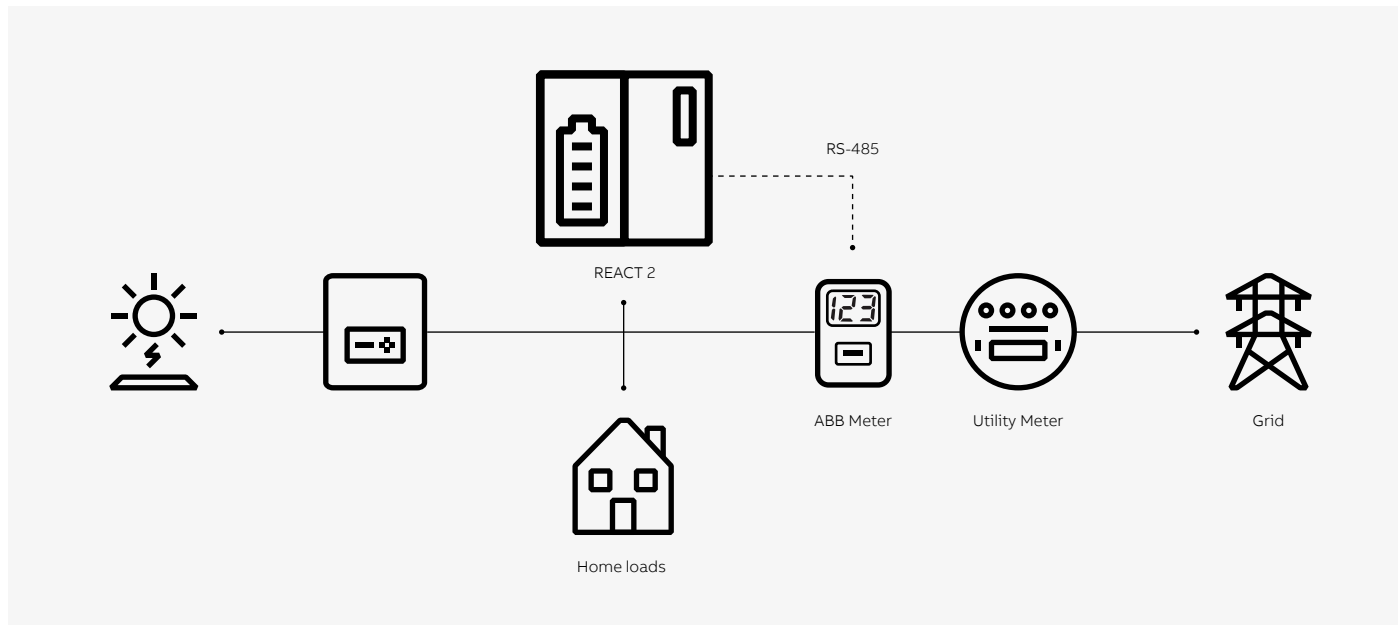 RS-485
REACT 2
123
ABB Meter
Utility Meter
Grid
Home loads